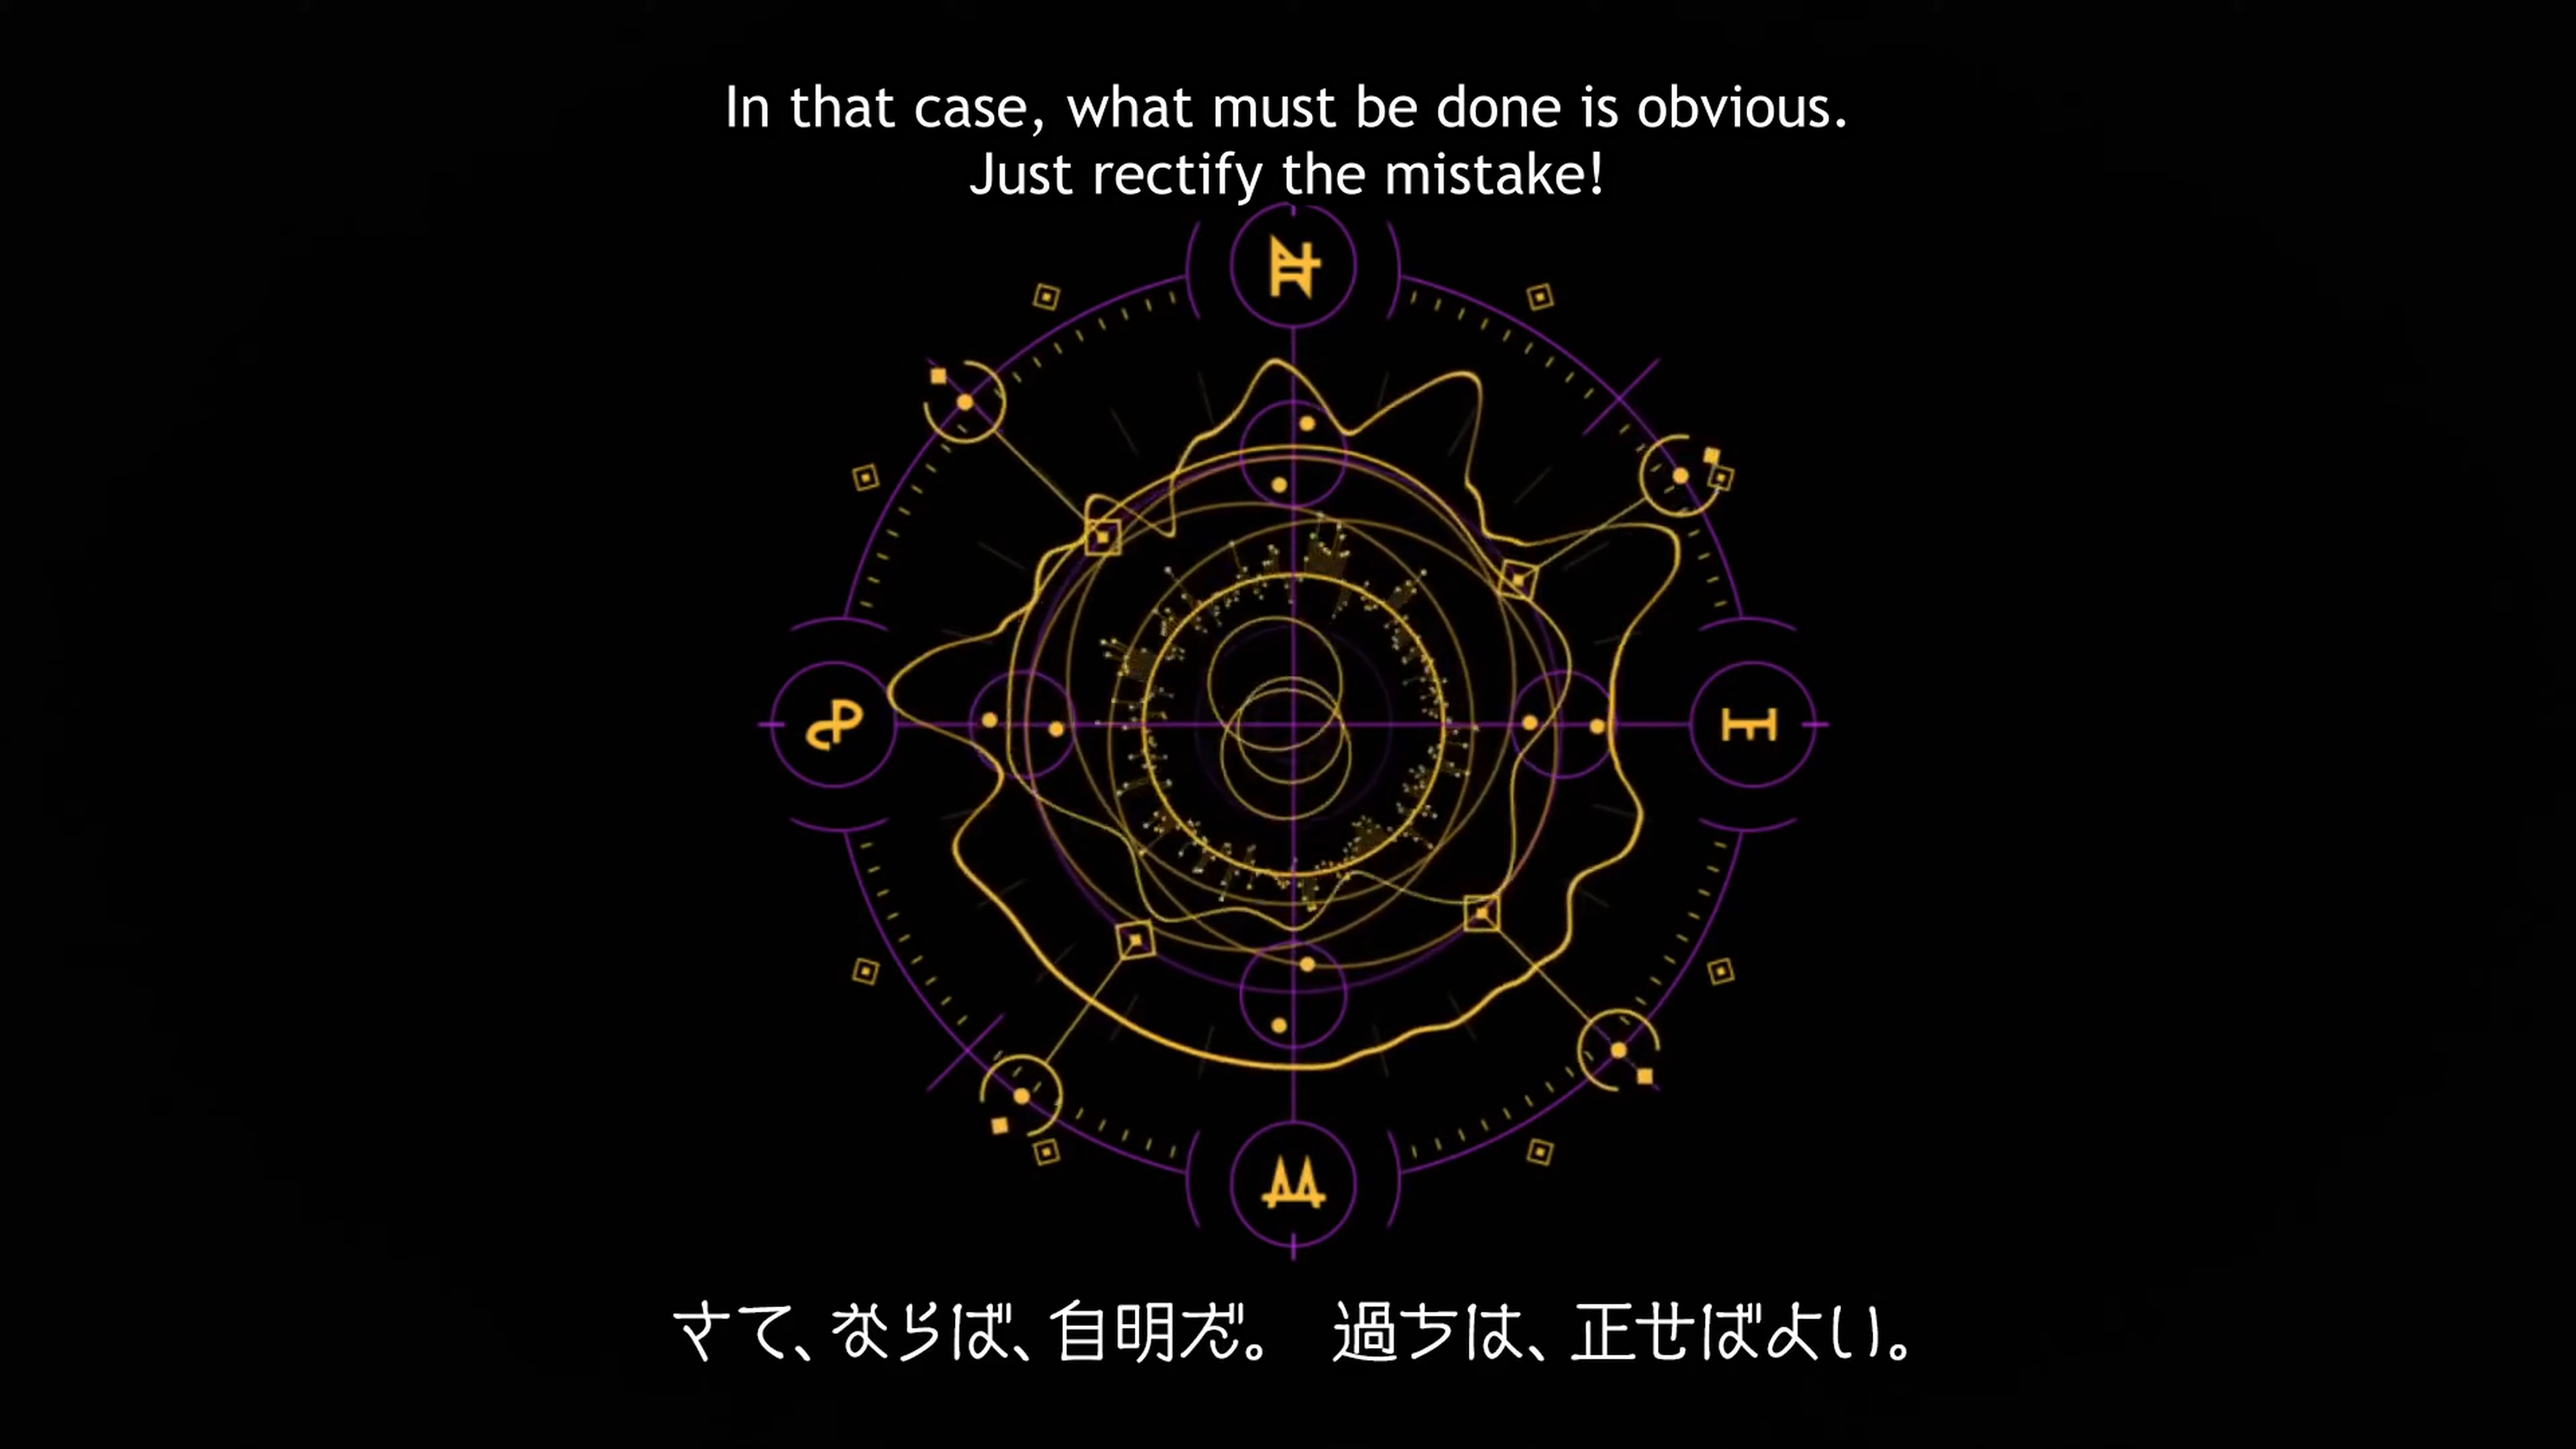 In that case, what must be done is obvious.
Just rectify the mistake!
さて、ならば、自明だ。 過ちは、正せばよい。